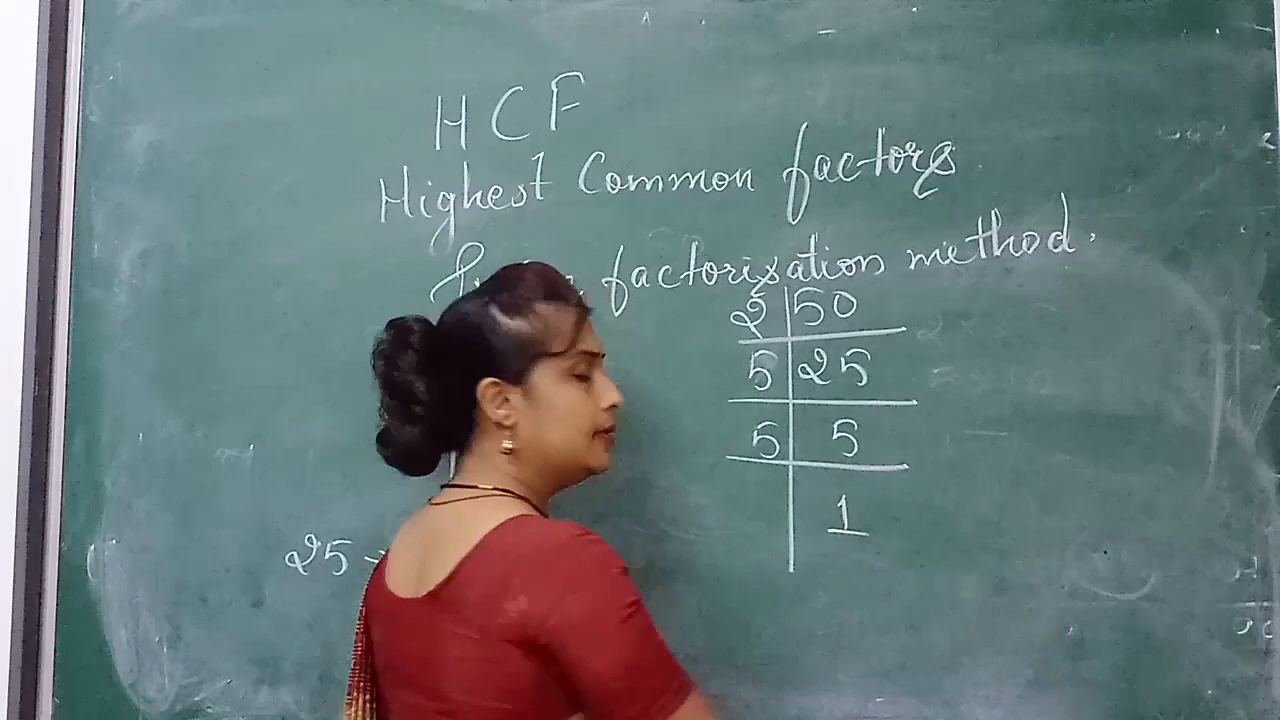 HCF
Highest Common factors
factorisation method.
2 50
5 25
5 5
1
25 →